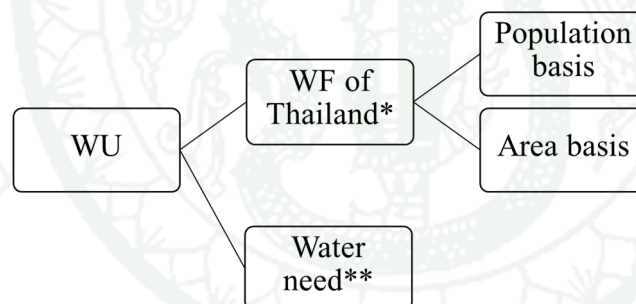 WU
WF of
Thailand*
Population
basis
Area basis
Water
need**